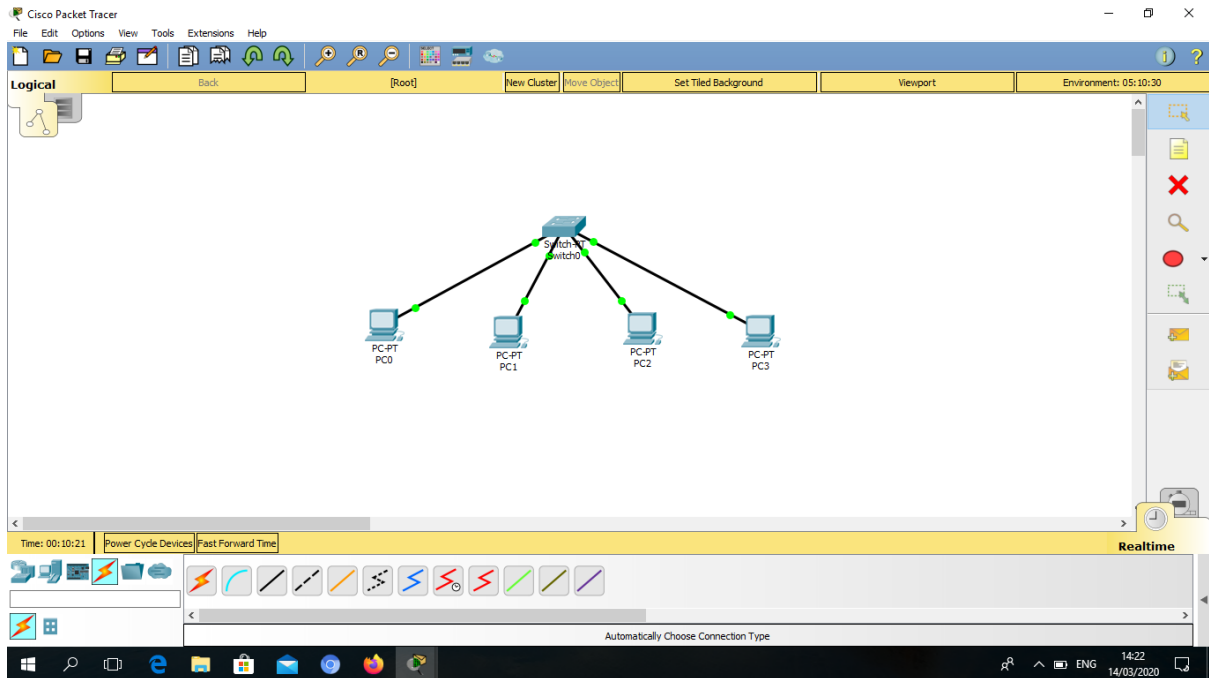 Cisco Packet Tracer
File Edit Options View Tools Extensions Help
Logical Back [Root] New Cluster Move Object Set Tiled Background Viewport Environment: 05:10:30
Switch-PT
Switch0
PC-PT
PC0
PC-PT
PC1
PC-PT
PC2
PC-PT
PC3
Time: 00:10:21 Power Cycle Devices Fast Forward Time Realtime
Automatically Choose Connection Type
ENG 14:22
14/03/2020